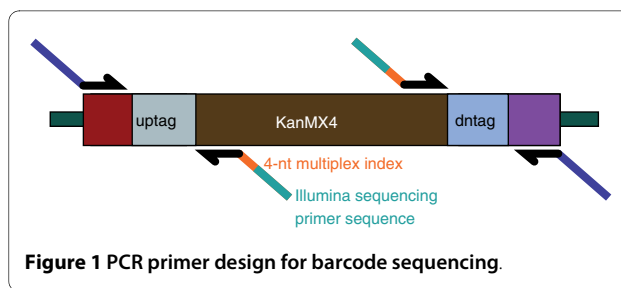 uptag
KanMX4
dntag
4-nt multiplex index
Illumina sequencing
primer sequence
Figure 1 PCR primer design for barcode sequencing.